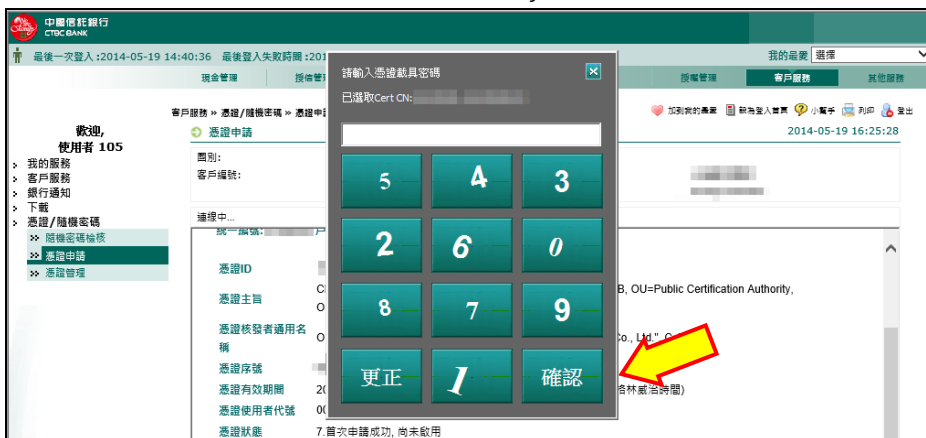 中國信託銀行
CTBC BANK
最後一次登入 :2014-05-19 14:40:36 最後登入失敗時間 :201
我的最愛 選擇
現金管理 授信管 授權管理 客戶服務 其他服務
客戶服務 » 憑證/隨機密碼 » 憑證申請
加到我的最愛 設為登入首頁 小幫手 列印 登出
憑證申請
2014-05-19 16:25:28
歡迎,
使用者 105
我的服務
客戶服務
銀行通知
下載
憑證/隨機密碼
隨機密碼檢核
憑證申請
憑證管理
請輸入憑證載具密碼
已選取Cert CN:
5 4 3
2 6 0
8 7 9
更正 1 確認
國別:
客戶編號:
連線中...
統一編號: 戶
憑證ID
憑證主旨
B, OU=Public Certification Authority,
憑證核發者通用名稱
Co., Ltd."
憑證序號
憑證有效期間 20
格林威治時間)
憑證使用者代號 00
憑證狀態 7.首次申請成功, 尚未啟用